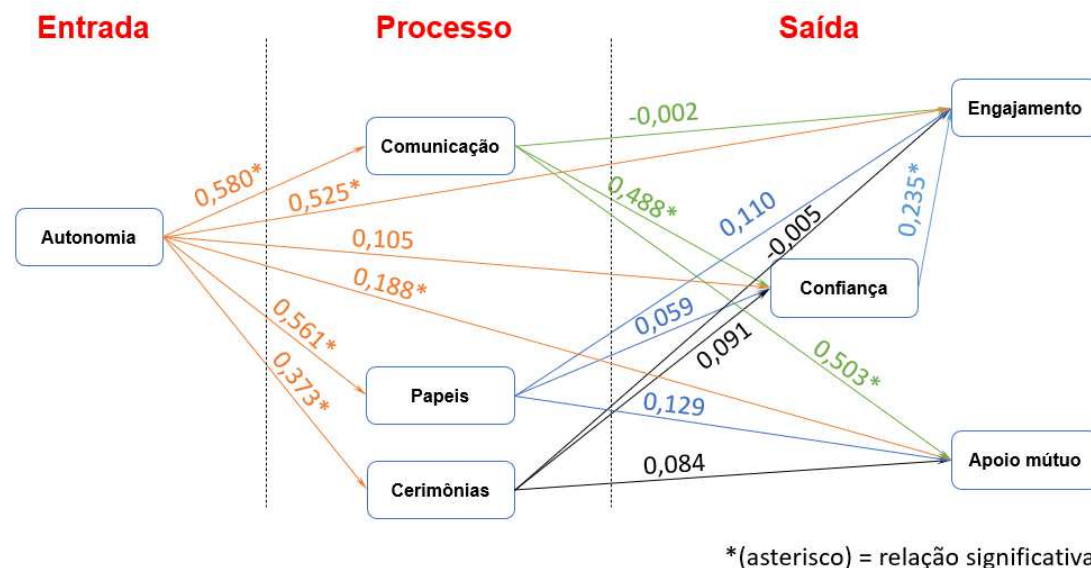 Entrada
Processo
Saída
Engajamento
-0,002
Comunicação
0,580*
0,525*
0,488*
0,110
-0,005
0,235*
Autonomia
0,105
Confiança
0,188*
0,059
0,091
0,561*
0,503*
0,373*
Papeis
0,129
Apoio mútuo
0,084
Cerimônias
*(asterisco) = relação significativa